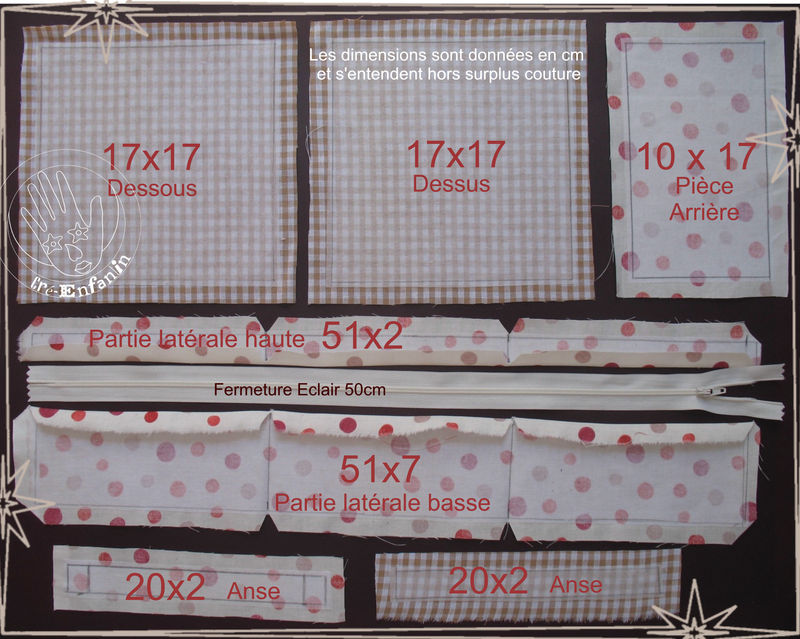 Les dimensions sont données en cm
et s'entendent hors surplus couture
17x17
Dessous
17x17
Dessus
10 x 17
Pièce
Arrière
Partie latérale haute 51x2
Fermeture Eclair 50cm
51x7
Partie latérale basse
20x2 Anse
20x2 Anse